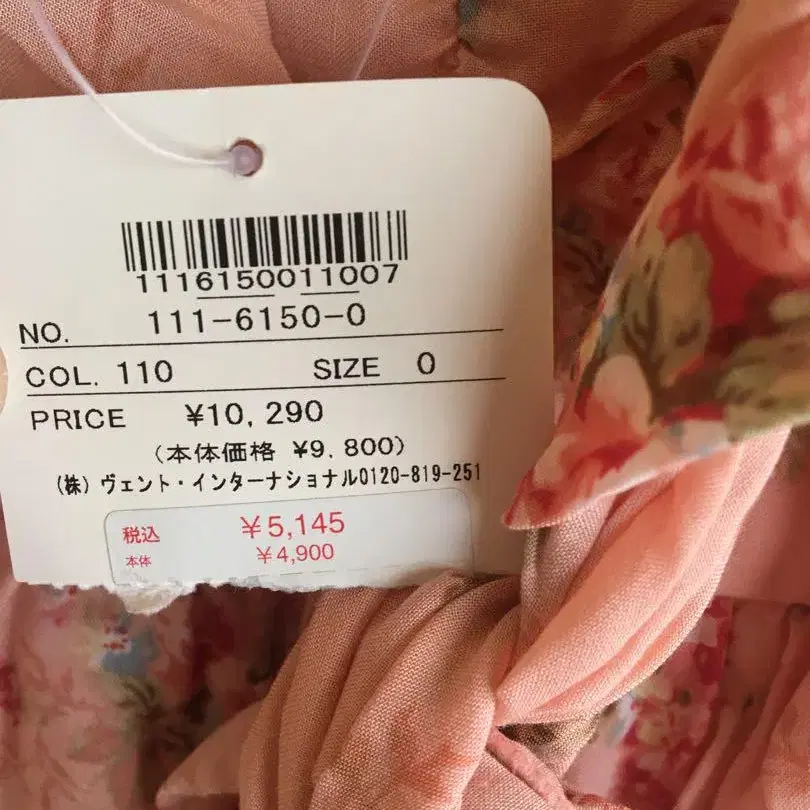 1116150011007
NO. 111-6150-0
COL. 110 SIZE 0
PRICE ¥10,290
(本体価格 ¥9,800)
(株)ヴェント・インターナショナル0120-819-251
税込 ¥5,145
本体 ¥4,900